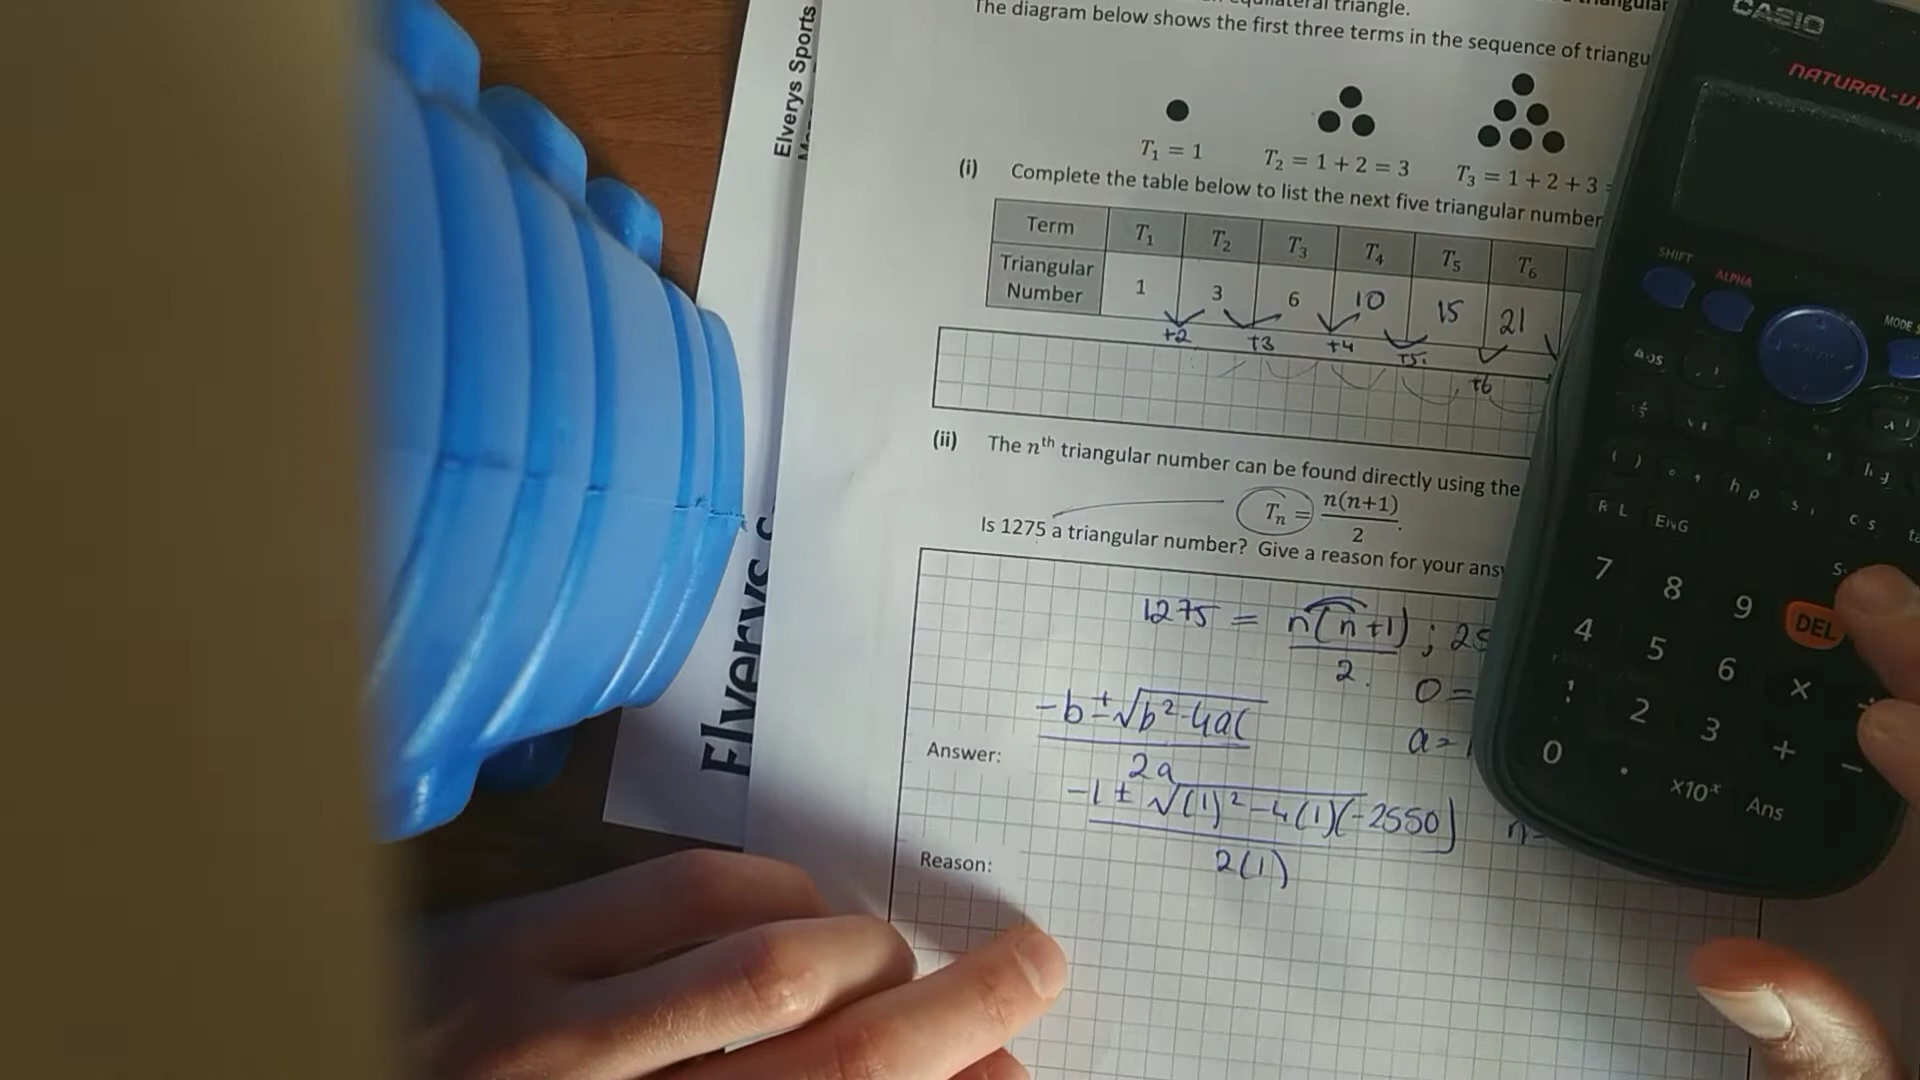 equilateral triangle.
The diagram below shows the first three terms in the sequence of triangu
T₁ = 1
T₂ = 1 + 2 = 3
T₃ = 1 + 2 + 3 =
(i) Complete the table below to list the next five triangular number
Term T₁ T₂ T₃ T₄ T₅ T₆
Triangular Number 1 3 6 10 15 21
+2 +3 +4 +5 +6
(ii) The nᵗʰ triangular number can be found directly using the
Tₙ = n(n+1)/2.
Is 1275 a triangular number? Give a reason for your ans
1275 = n(n+1)/2 ; 25
0 =
a = 1
-b ± √b² - 4ac
2a
Answer:
-1 ± √(1)² - 4(1)(-2550)
2(1)
n =
Reason:
Elverys Sports
Elverys
CASIO
NATURAL-V
SHIFT
ALPHA
MODE
ENG
7 8 9 DEL
4 5 6 ×
2 3 + −
0 . ×10ˣ Ans